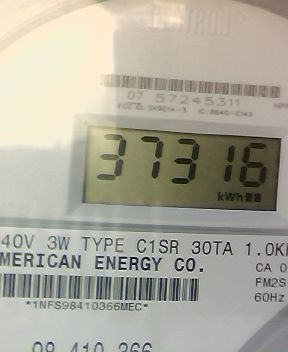 07 57245311
37316
kWh
40V 3W TYPE C1SR 30TA 1.0K
MERICAN ENERGY CO.
CA 0
FM2S
60Hz
*1NFS98410366MEC*
98 410 366